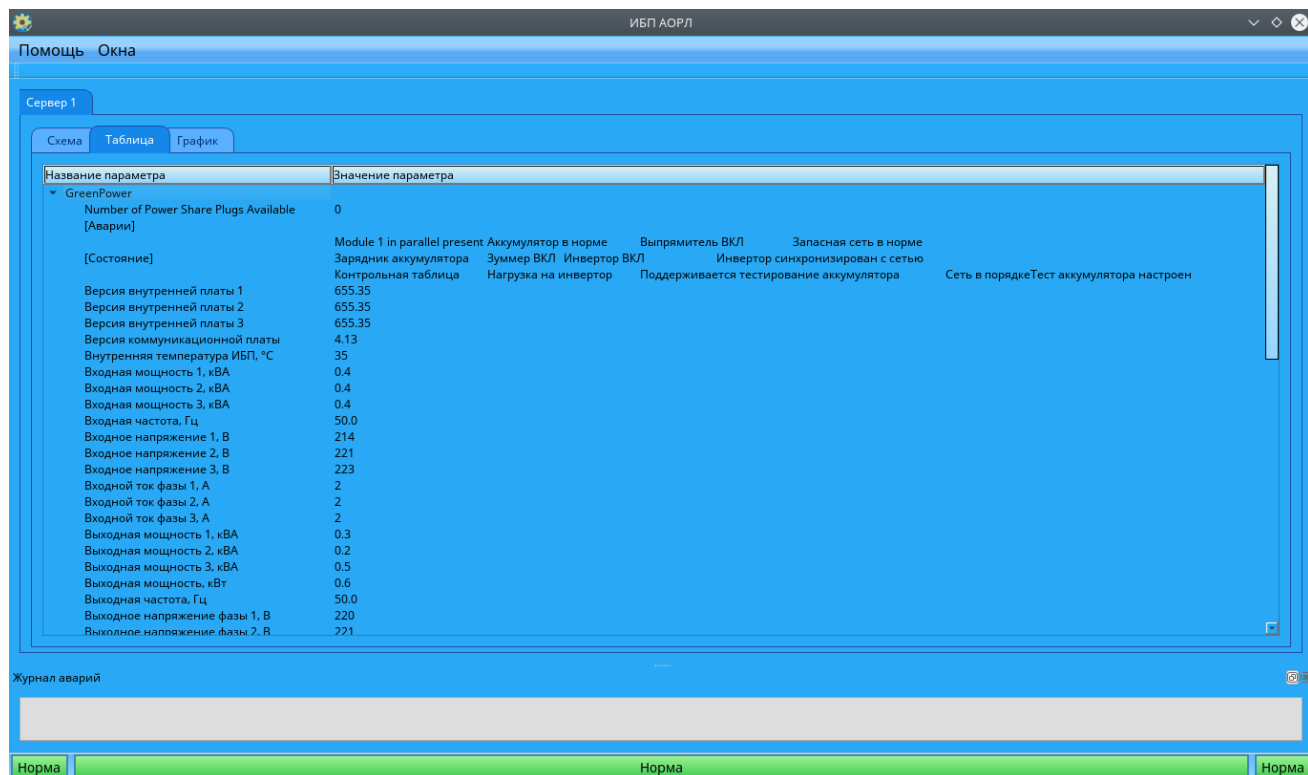 ИБП АОРЛ
Помощь Окна
Сервер 1
Схема Таблица График
Название параметра Значение параметра
GreenPower
Number of Power Share Plugs Available 0
[Аварии]
Module 1 in parallel present Аккумулятор в норме Выпрямитель ВКЛ Запасная сеть в норме
[Состояние] Зарядник аккумулятора Зуммер ВКЛ Инвертор ВКЛ Инвертор синхронизирован с сетью
Контрольная таблица Нагрузка на инвертор Поддерживается тестирование аккумулятора Сеть в порядкеТест аккумулятора настроен
Версия внутренней платы 1 655.35
Версия внутренней платы 2 655.35
Версия внутренней платы 3 655.35
Версия коммуникационной платы 4.13
Внутренняя температура ИБП, °C 35
Входная мощность 1, кВА 0.4
Входная мощность 2, кВА 0.4
Входная мощность 3, кВА 0.4
Входная частота, Гц 50.0
Входное напряжение 1, В 214
Входное напряжение 2, В 221
Входное напряжение 3, В 223
Входной ток фазы 1, А 2
Входной ток фазы 2, А 2
Входной ток фазы 3, А 2
Выходная мощность 1, кВА 0.3
Выходная мощность 2, кВА 0.2
Выходная мощность 3, кВА 0.5
Выходная мощность, кВт 0.6
Выходная частота, Гц 50.0
Выходное напряжение фазы 1, В 220
Выходное напряжение фазы 2, В 221
Журнал аварий
Норма Норма Норма